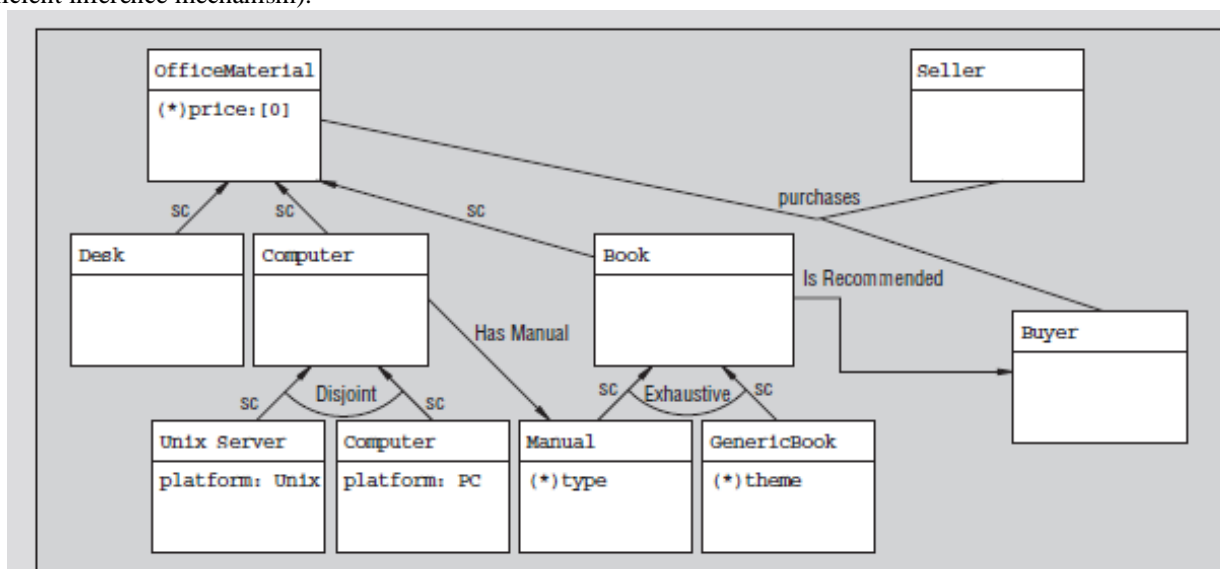 OfficeMaterial
(*)price:[0]
Seller
purchases
sc
sc
sc
Desk
Computer
Book
Is Recommended
Has Manual
Buyer
sc
Disjoint
sc
sc
Exhaustive
sc
Unix Server
platform: Unix
Computer
platform: PC
Manual
(*)type
GenericBook
(*)theme